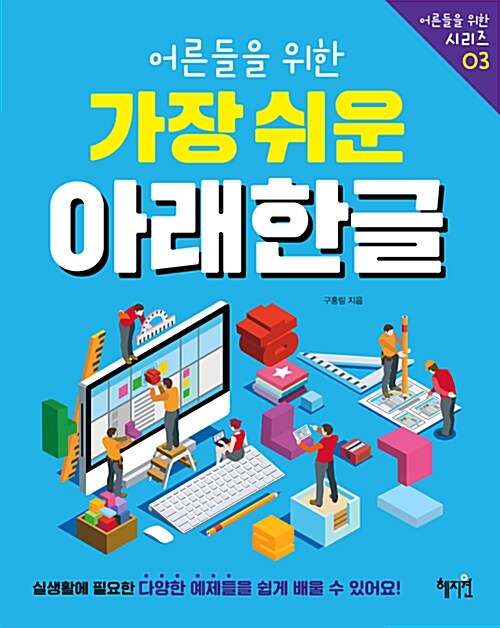 어른들을 위한
시리즈
03
어른들을 위한
가장 쉬운
아래한글
구홍림 지음
실생활에 필요한 다양한 예제들을 쉽게 배울 수 있어요!
혜지원